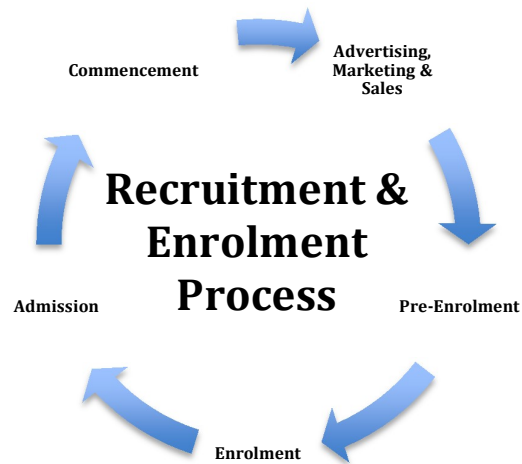 Commencement
Advertising,
Marketing &
Sales
Recruitment &
Enrolment
Process
Admission
Pre-Enrolment
Enrolment